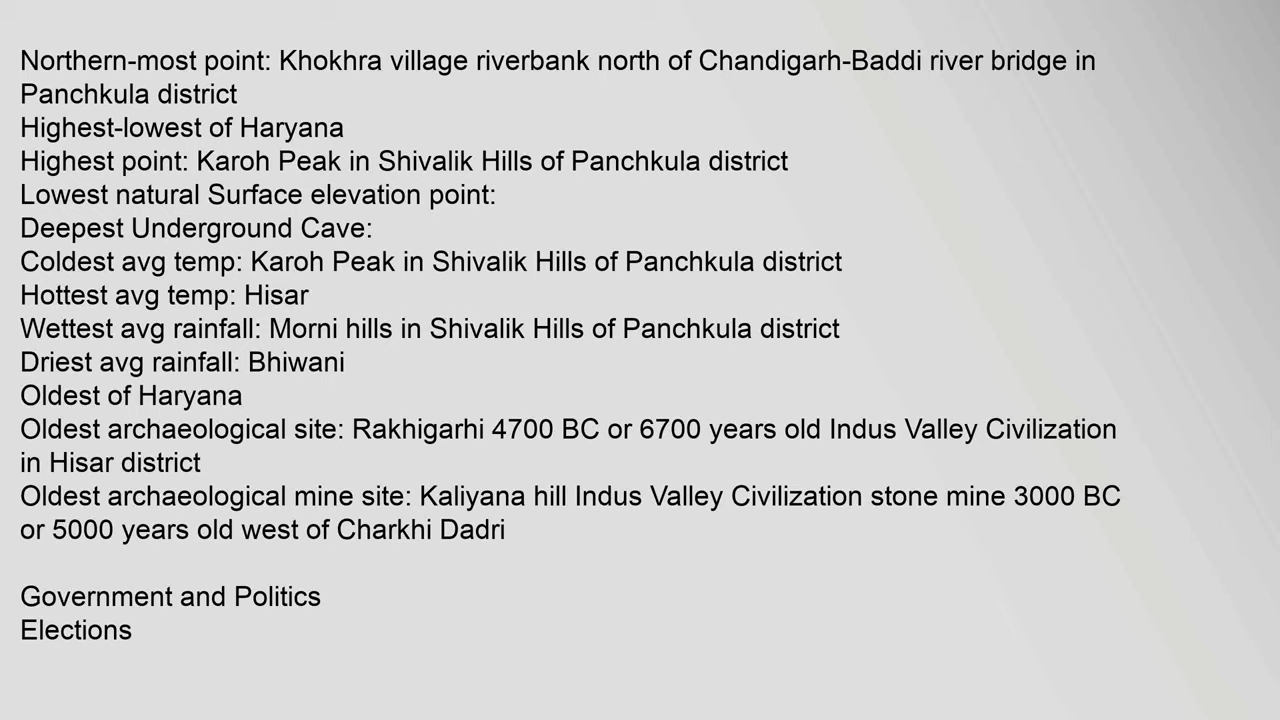 Northern-most point: Khokhra village riverbank north of Chandigarh-Baddi river bridge in
Panchkula district
Highest-lowest of Haryana
Highest point: Karoh Peak in Shivalik Hills of Panchkula district
Lowest natural Surface elevation point:
Deepest Underground Cave:
Coldest avg temp: Karoh Peak in Shivalik Hills of Panchkula district
Hottest avg temp: Hisar
Wettest avg rainfall: Morni hills in Shivalik Hills of Panchkula district
Driest avg rainfall: Bhiwani
Oldest of Haryana
Oldest archaeological site: Rakhigarhi 4700 BC or 6700 years old Indus Valley Civilization
in Hisar district
Oldest archaeological mine site: Kaliyana hill Indus Valley Civilization stone mine 3000 BC
or 5000 years old west of Charkhi Dadri
Government and Politics
Elections